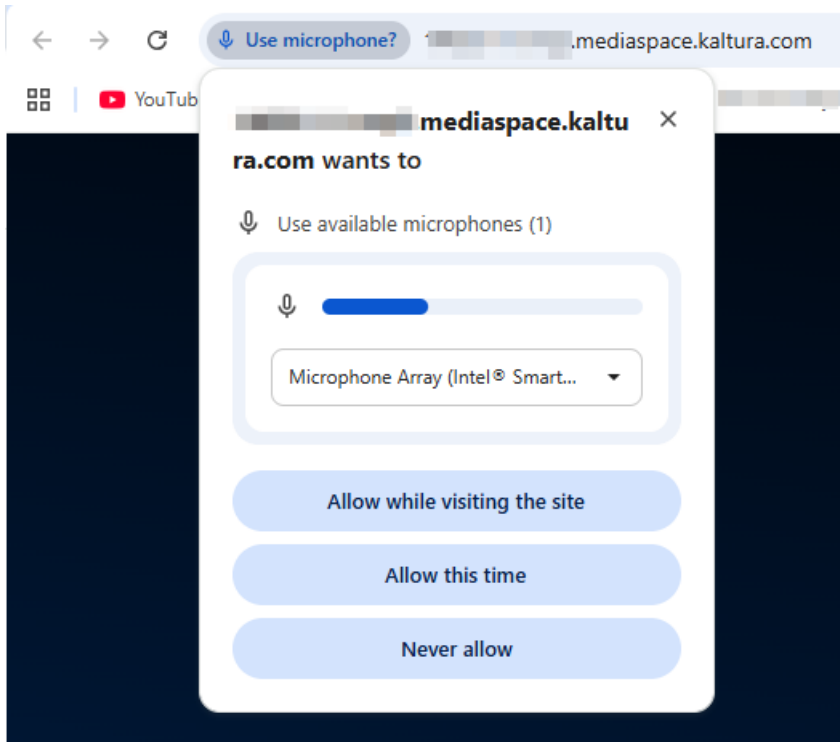 Use microphone?
.mediaspace.kaltura.com
YouTub
.mediaspace.kaltu
ra.com wants to
Use available microphones (1)
Microphone Array (Intel® Smart...
Allow while visiting the site
Allow this time
Never allow